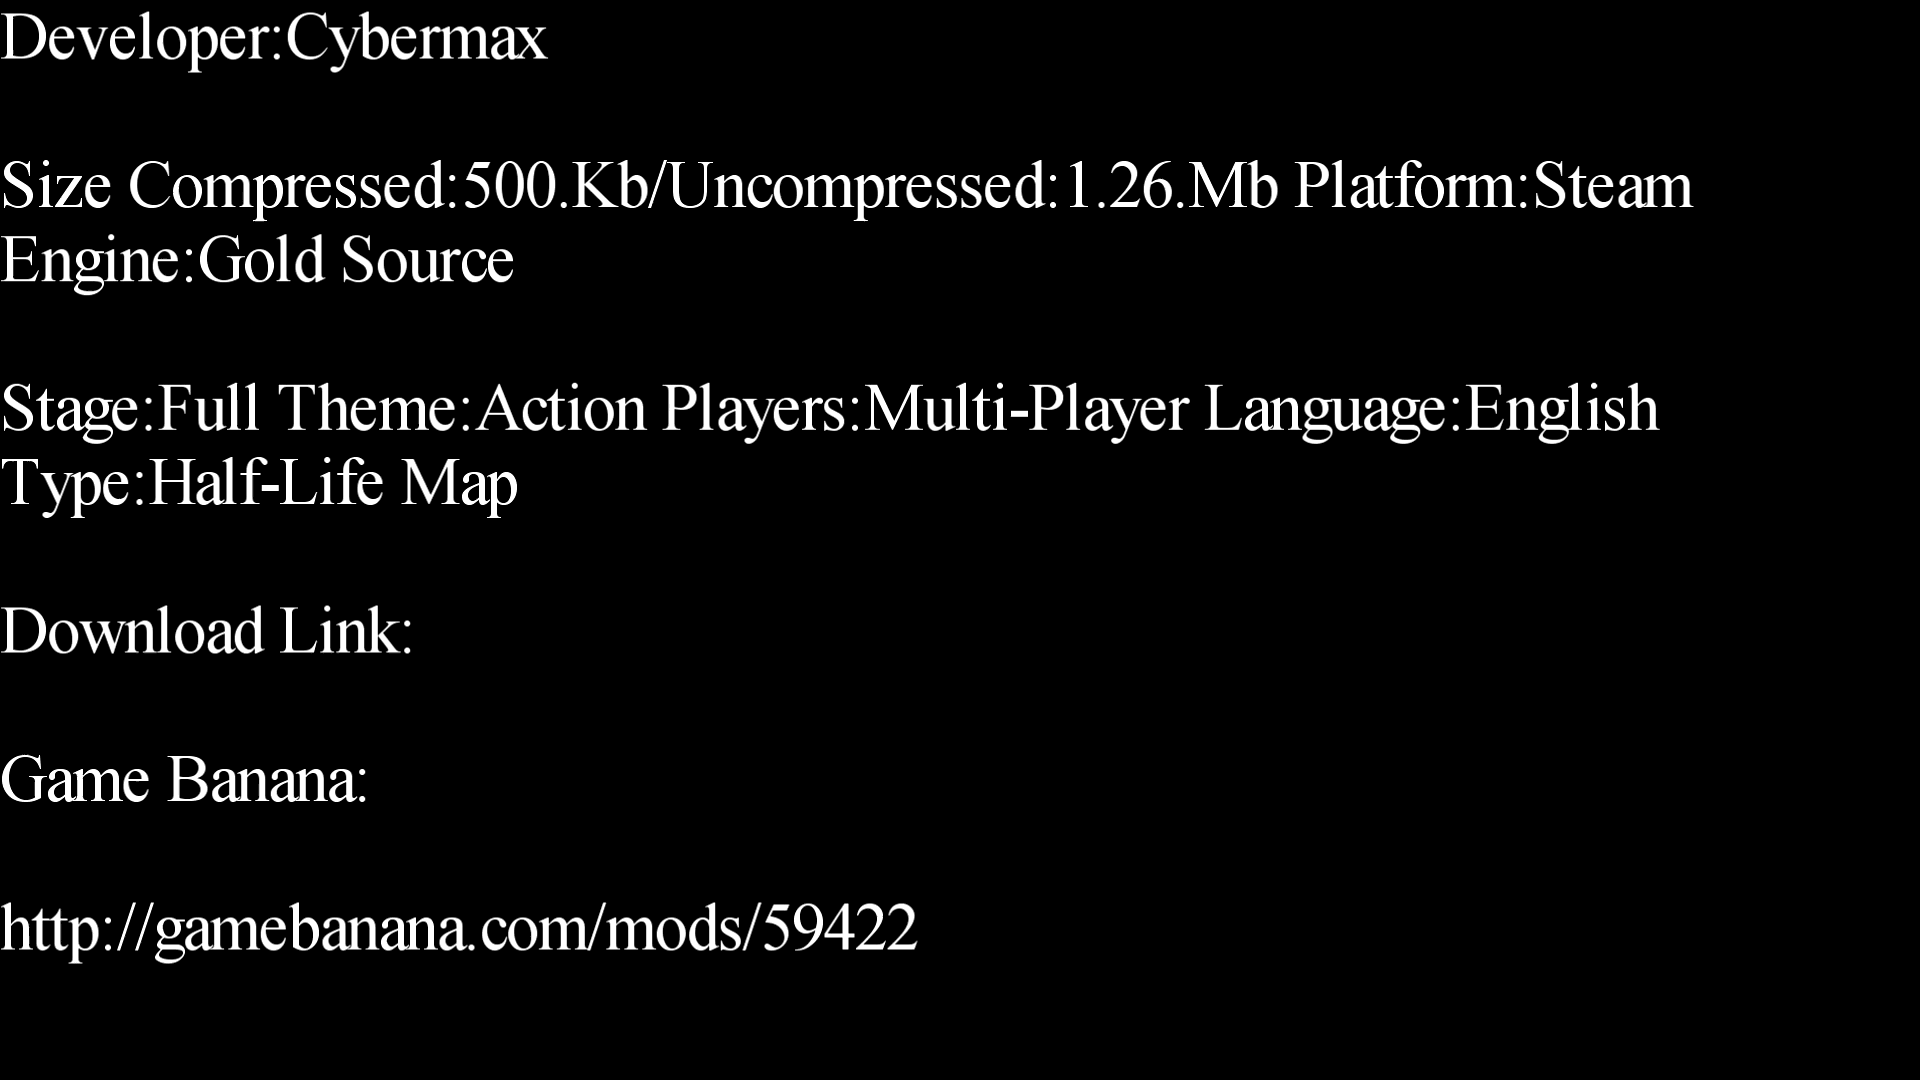 Developer:Cybermax
Size Compressed:500.Kb/Uncompressed:1.26.Mb Platform:Steam
Engine:Gold Source
Stage:Full Theme:Action Players:Multi-Player Language:English
Type:Half-Life Map
Download Link:
Game Banana:
http://gamebanana.com/mods/59422